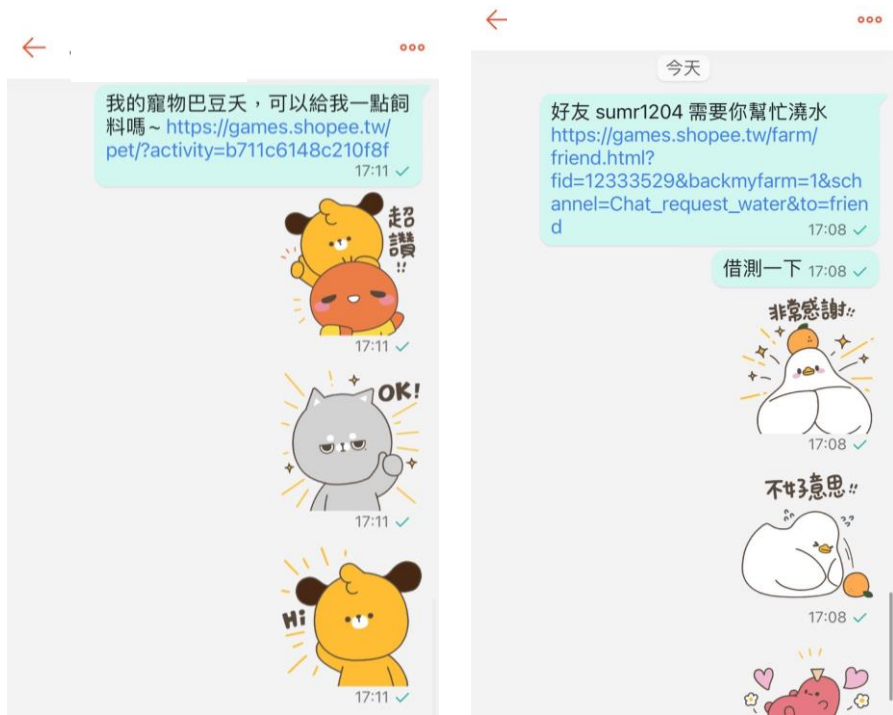 我的寵物巴豆夭，可以給我一點飼
料嗎~ https://games.shopee.tw/
pet/?activity=b711c6148c210f8f
17:11
超
讚
!!
17:11
OK!
17:11
Hi
17:11
今天
好友 sumr1204 需要你幫忙澆水
https://games.shopee.tw/farm/
friend.html?
fid=12333529&backmyfarm=1&sch
annel=Chat_request_water&to=frien
d
17:08
借測一下 17:08
非常感謝!!
17:08
不好意思!!
17:08